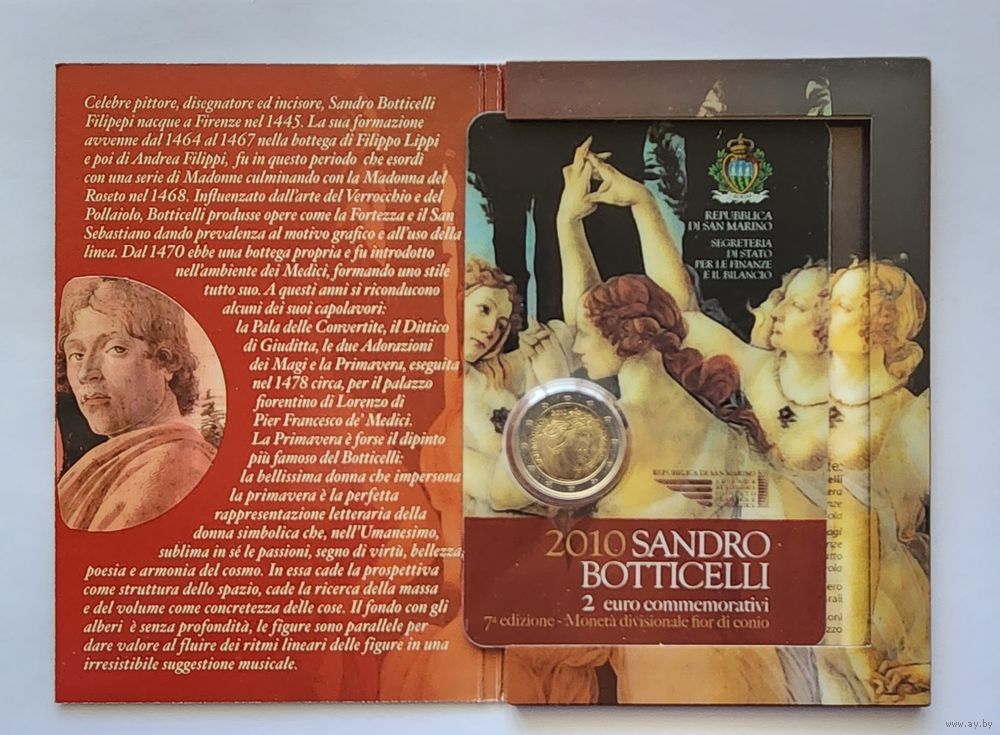 Celebre pittore, disegnatore ed incisore, Sandro Botticelli
Filipepi nacque a Firenze nel 1445. La sua formazione
avvenne dal 1464 al 1467 nella bottega di Filippo Lippi
e poi di Andrea Filippi, fu in questo periodo che esordì
con una serie di Madonne culminando con la Madonna del
Roseto nel 1468. Influenzato dall'arte del Verrocchio e del
Pollaiolo, Botticelli produsse opere come la Fortezza e il San
Sebastiano dando prevalenza al motivo grafico e all'uso della
linea. Dal 1470 ebbe una bottega propria e fu introdotto
nell'ambiente dei Medici, formando uno stile
tutto suo. A questi anni si riconducono
alcuni dei suoi capolavori:
la Pala delle Convertite, il Dittico
di Giuditta, le due Adorazioni
dei Magi e la Primavera, eseguita
nel 1478 circa, per il palazzo
fiorentino di Lorenzo di
Pier Francesco de' Medici.
La Primavera è forse il dipinto
più famoso del Botticelli:
la bellissima donna che impersona
la primavera è la perfetta
rappresentazione letteraria della
donna simbolica che, nell'Umanesimo,
sublima in sé le passioni, segno di virtù, bellezza,
poesia e armonia del cosmo. In essa cade la prospettiva
come struttura dello spazio, cade la ricerca della massa
e del volume come concretezza delle cose. Il fondo con gli
alberi è senza profondità, le figure sono parallele per
dare valore al fluire dei ritmi lineari delle figure in una
irresistibile suggestione musicale.
REPUBBLICA
DI SAN MARINO
SEGRETERIA
DI STATO
PER LE FINANZE
E IL BILANCIO
REPUBBLICA DI SAN MARINO
2010 SANDRO
BOTTICELLI
2 euro commemorativi
7ª edizione - Moneta divisionale fior di conio
www.ay.by